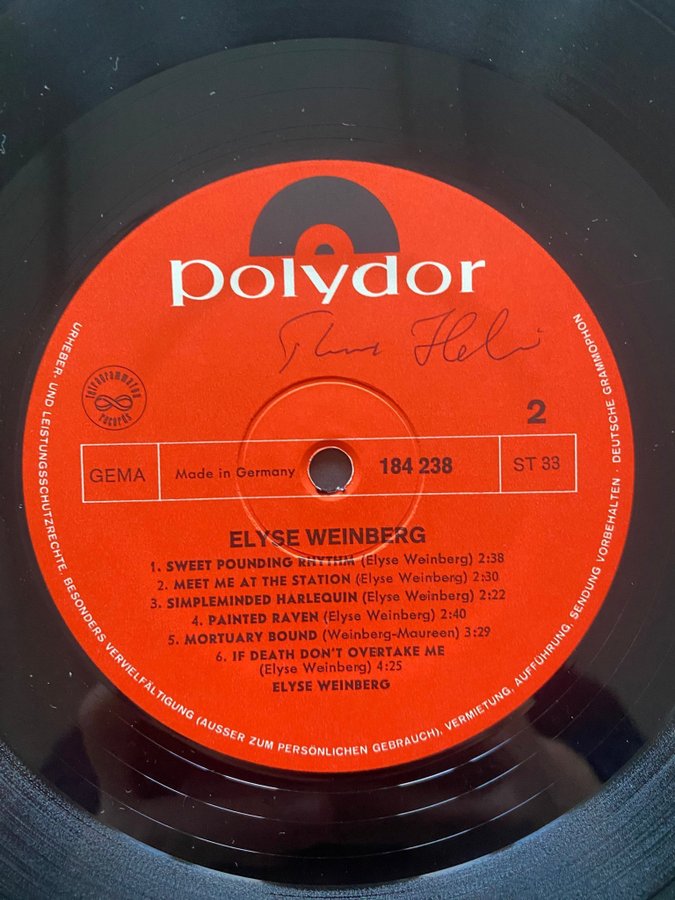 polydor
tetragrammaton
records
2
GEMA
Made in Germany
184 238
ST 33
ELYSE WEINBERG
1. SWEET POUNDING RHYTHM (Elyse Weinberg) 2:38
2. MEET ME AT THE STATION (Elyse Weinberg) 2:30
3. SIMPLEMINDED HARLEQUIN (Elyse Weinberg) 2:22
4. PAINTED RAVEN (Elyse Weinberg) 2:40
5. MORTUARY BOUND (Weinberg-Maureen) 3:29
6. IF DEATH DON'T OVERTAKE ME
(Elyse Weinberg) 4:25
ELYSE WEINBERG
URHEBER- UND LEISTUNGSSCHUTZRECHTE. BESONDERS VERVIELFÄLTIGUNG (AUSSER ZUM PERSÖNLICHEN GEBRAUCH), VERMIETUNG, AUFFÜHRUNG, SENDUNG VORBEHALTEN · DEUTSCHE GRAMMOPHON